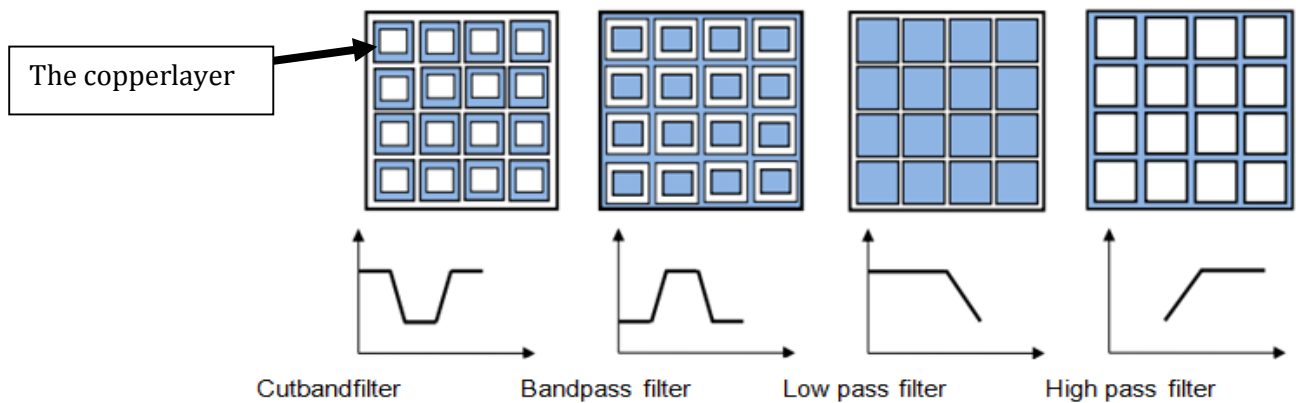 The copperlayer
Cutbandfilter
Bandpass filter
Low pass filter
High pass filter